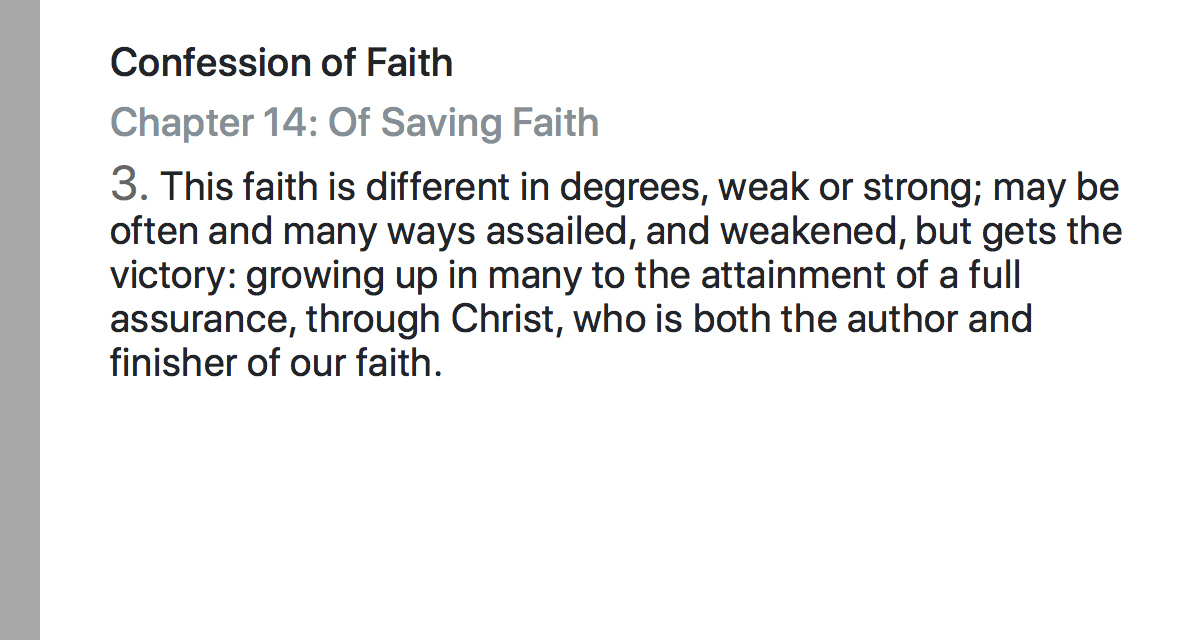 Confession of Faith
Chapter 14: Of Saving Faith
3. This faith is different in degrees, weak or strong; may be
often and many ways assailed, and weakened, but gets the
victory: growing up in many to the attainment of a full
assurance, through Christ, who is both the author and
finisher of our faith.